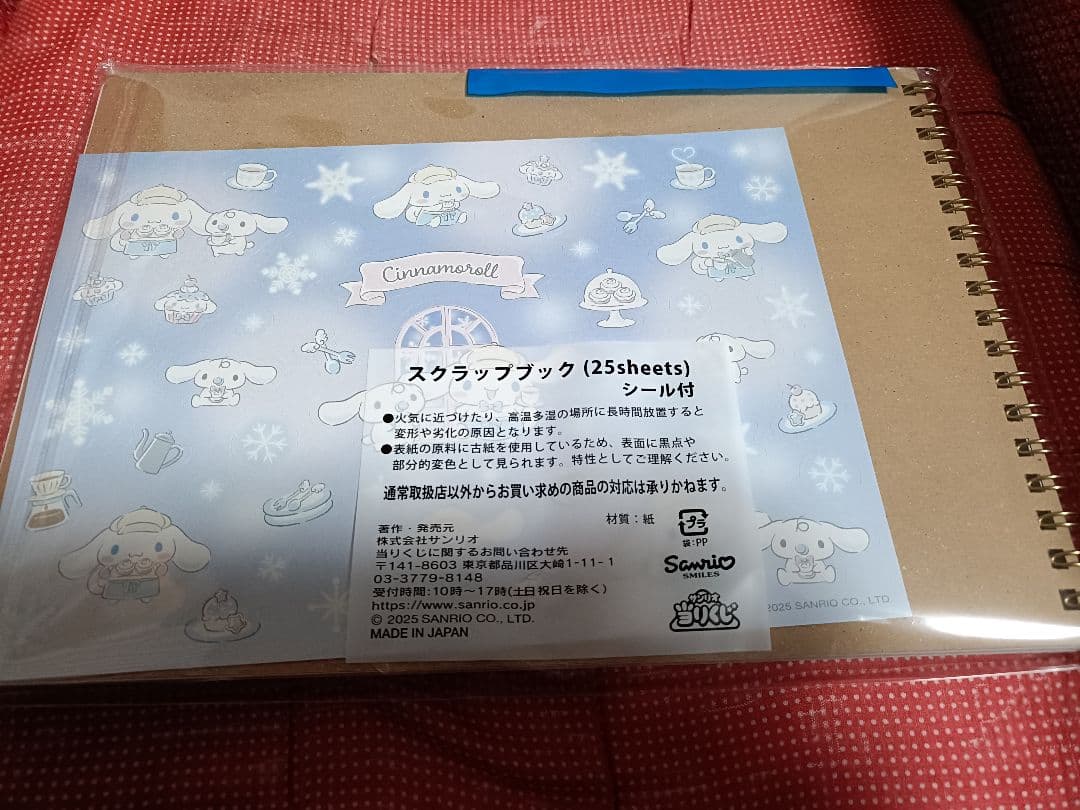 Cinnamoroll
スクラップブック (25sheets)
シール付
●火気に近づけたり、高温多湿の場所に長時間放置すると
変形や劣化の原因となります。
●表紙の原料に古紙を使用しているため、表面に黒点や
部分的変色として見られます。特性としてご理解ください。
通常取扱店以外からお買い求めの商品の対応は承りかねます。
材質：紙
プラ
袋:PP
著作・発売元
株式会社サンリオ
当りくじに関するお問い合わせ先
〒141-8603 東京都品川区大崎1-11-1
03-3779-8148
受付時間:10時～17時(土日祝日を除く)
https://www.sanrio.co.jp
© 2025 SANRIO CO., LTD.
MADE IN JAPAN
Sanrio
SMILES
サンリオ
当りくじ
2025 SANRIO CO., LTD.